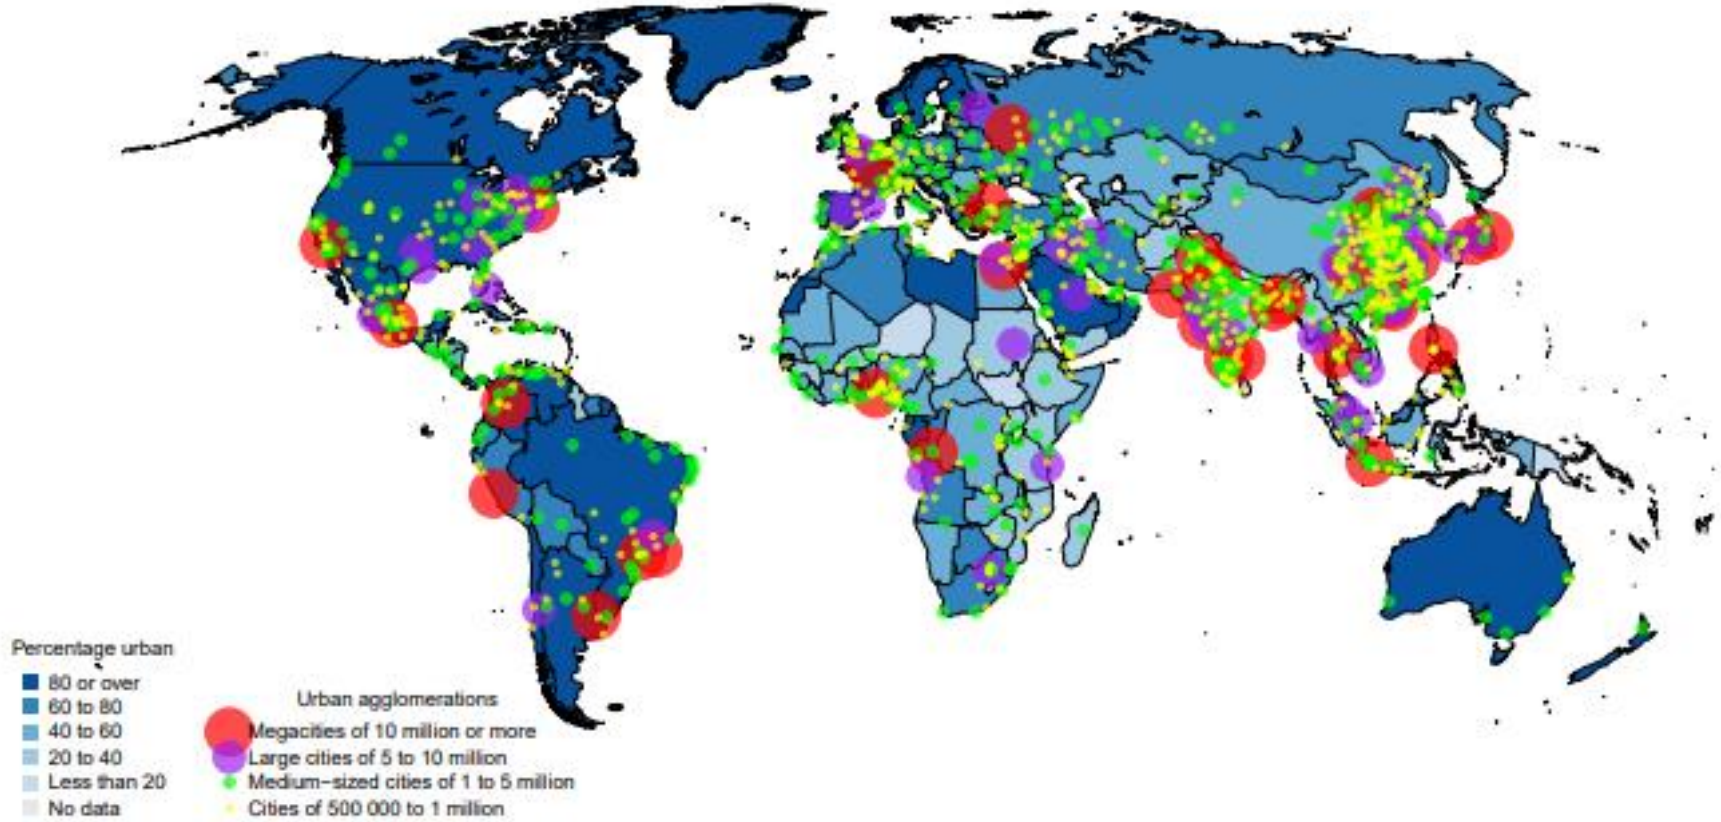 Percentage urban
80 or over
60 to 80
40 to 60
20 to 40
Less than 20
No data
Urban agglomerations
Megacities of 10 million or more
Large cities of 5 to 10 million
Medium-sized cities of 1 to 5 million
Cities of 500 000 to 1 million